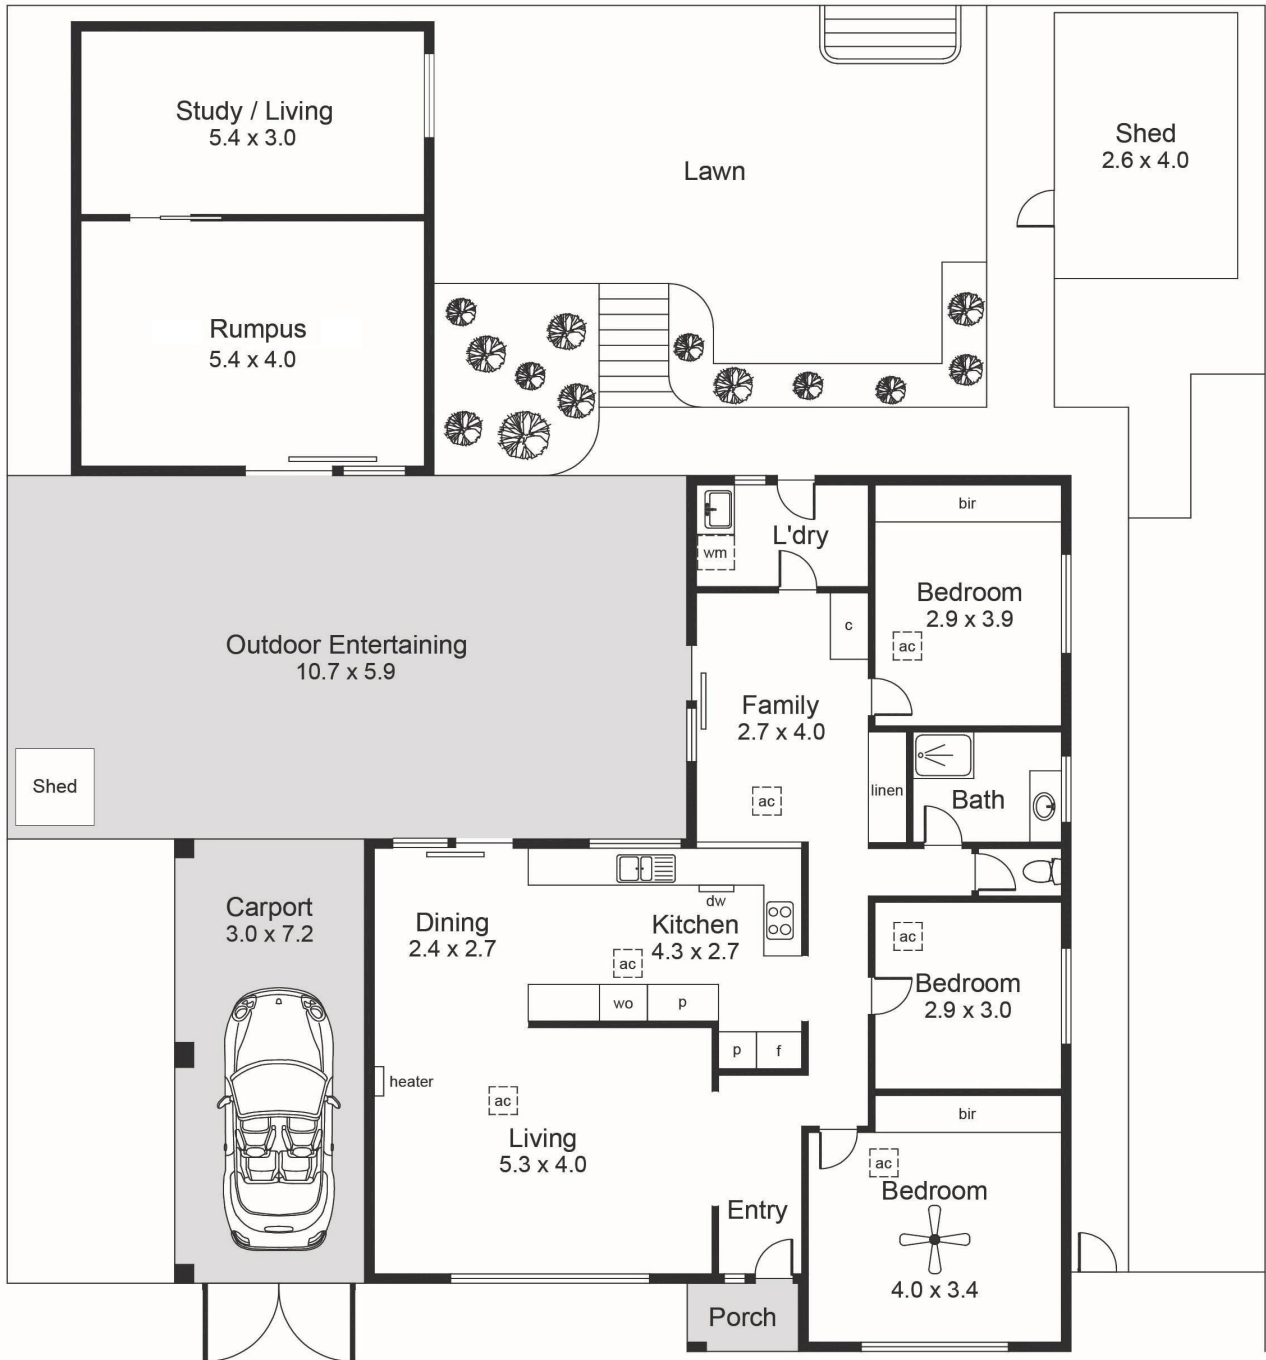 Study / Living
5.4 x 3.0
Shed
2.6 x 4.0
Lawn
Rumpus
5.4 x 4.0
bir
L'dry
wm
Bedroom
2.9 x 3.9
ac
c
Outdoor Entertaining
10.7 x 5.9
Family
2.7 x 4.0
Shed
linen
Bath
ac
Carport
3.0 x 7.2
Dining
2.4 x 2.7
dw
Kitchen
4.3 x 2.7
ac
ac
Bedroom
2.9 x 3.0
wo
p
p
f
heater
ac
Living
5.3 x 4.0
bir
ac
Bedroom
4.0 x 3.4
Entry
Porch